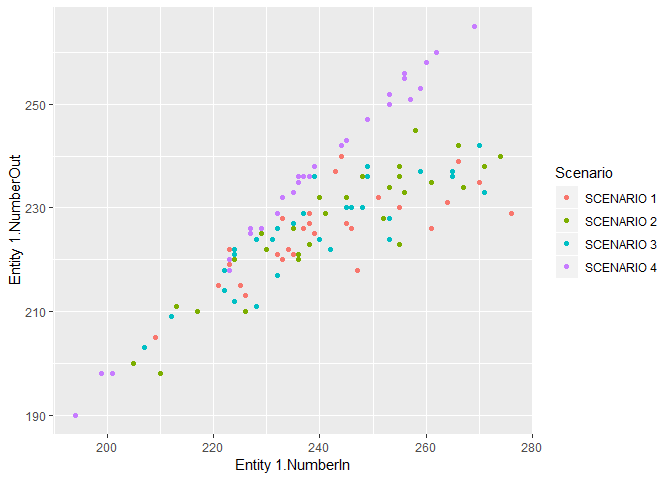 250
230
210
190
Entity 1.NumberOut
200
220
240
260
280
Entity 1.NumberIn
Scenario
SCENARIO 1
SCENARIO 2
SCENARIO 3
SCENARIO 4